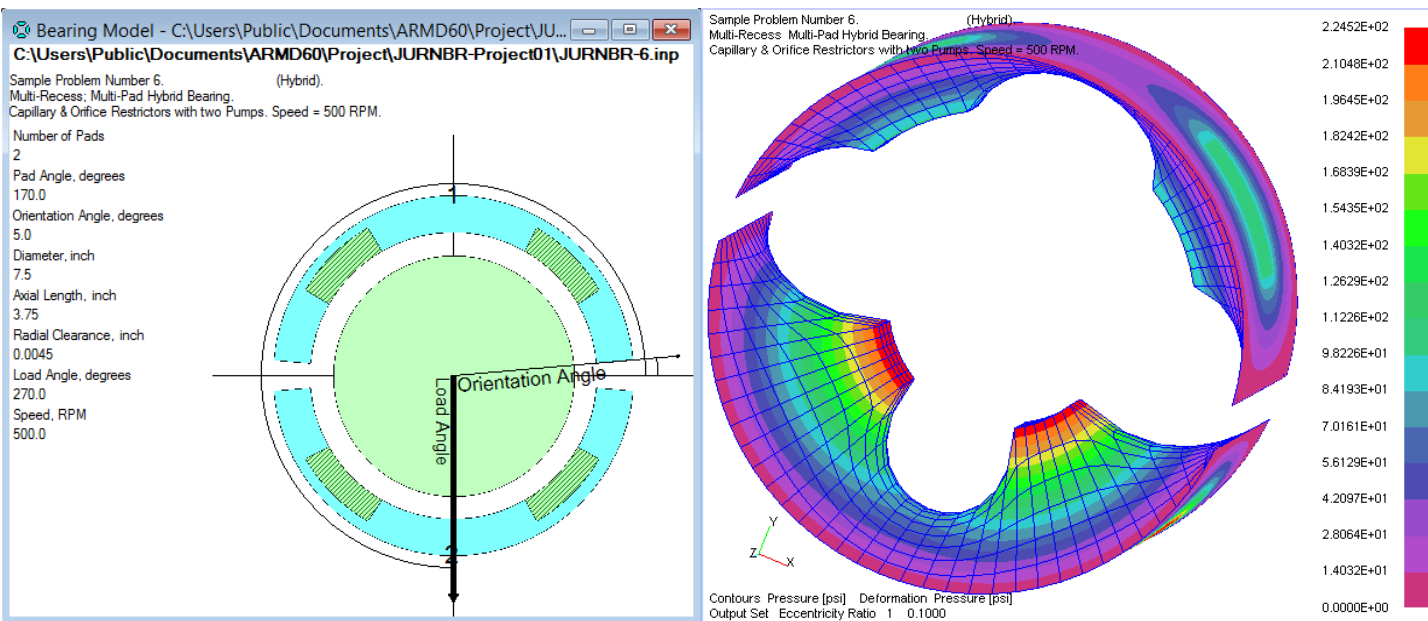 Bearing Model - C:\Users\Public\Documents\ARMD60\Project\JU...
C:\Users\Public\Documents\ARMD60\Project\JURNBR-Project01\JURNBR-6.inp
Sample Problem Number 6. (Hybrid).
Multi-Recess; Multi-Pad Hybrid Bearing.
Capillary & Orifice Restrictors with two Pumps. Speed = 500 RPM.
Number of Pads
2
Pad Angle, degrees
170.0
Orientation Angle, degrees
5.0
Diameter, inch
7.5
Axial Length, inch
3.75
Radial Clearance, inch
0.0045
Load Angle, degrees
270.0
Speed, RPM
500.0
1
Orientation Angle
Load Angle
2
Sample Problem Number 6. (Hybrid).
Multi-Recess Multi-Pad Hybrid Bearing.
Capillary & Orifice Restrictors with two Pumps. Speed = 500 RPM.
2.2452E+02
2.1048E+02
1.9645E+02
1.8242E+02
1.6839E+02
1.5435E+02
1.4032E+02
1.2629E+02
1.1226E+02
9.8226E+01
8.4193E+01
7.0161E+01
5.6129E+01
4.2097E+01
2.8064E+01
1.4032E+01
0.0000E+00
Y
Z
X
Contours Pressure [psi] Deformation Pressure [psi]
Output Set Eccentricity Ratio 1 0.1000